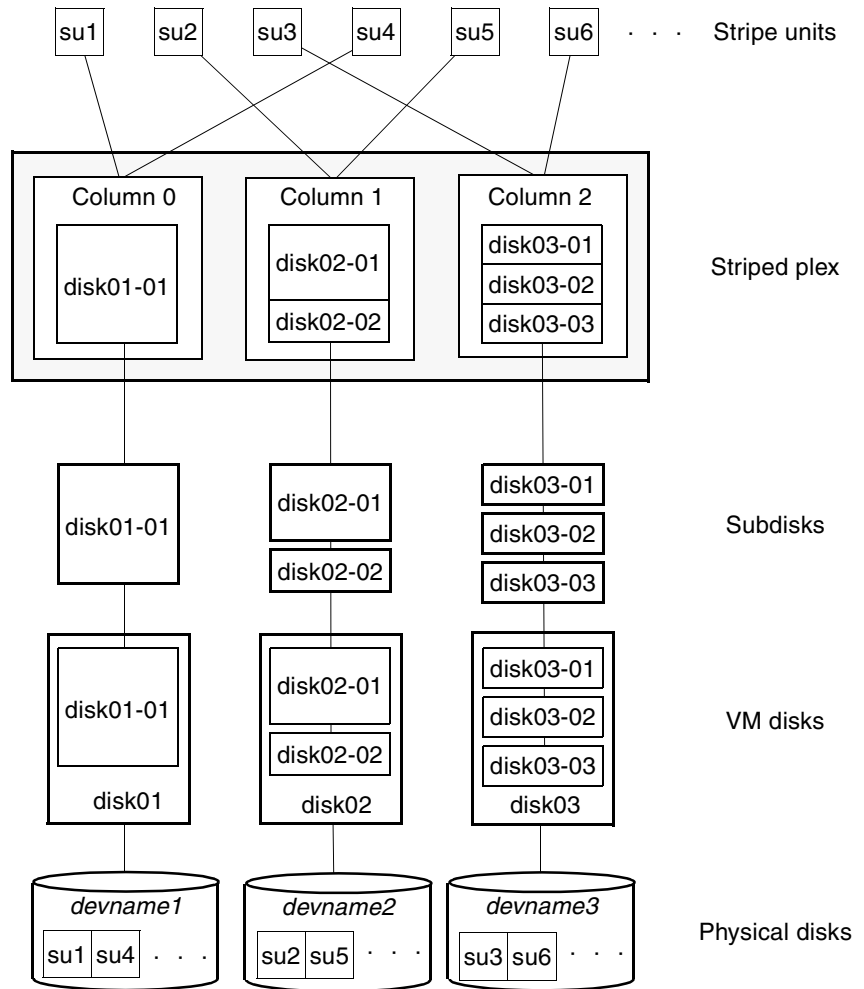 su1 su2 su3 su4 su5 su6 · · · Stripe units
Column 0 Column 1 Column 2
disk01-01
disk02-01
disk02-02
disk03-01
disk03-02
disk03-03
Striped plex
disk01-01
disk02-01
disk02-02
disk03-01
disk03-02
disk03-03
Subdisks
disk01-01
disk01
disk02-01
disk02-02
disk02
disk03-01
disk03-02
disk03-03
disk03
VM disks
devname1
su1 su4 · · ·
devname2
su2 su5 · · ·
devname3
su3 su6 · · ·
Physical disks